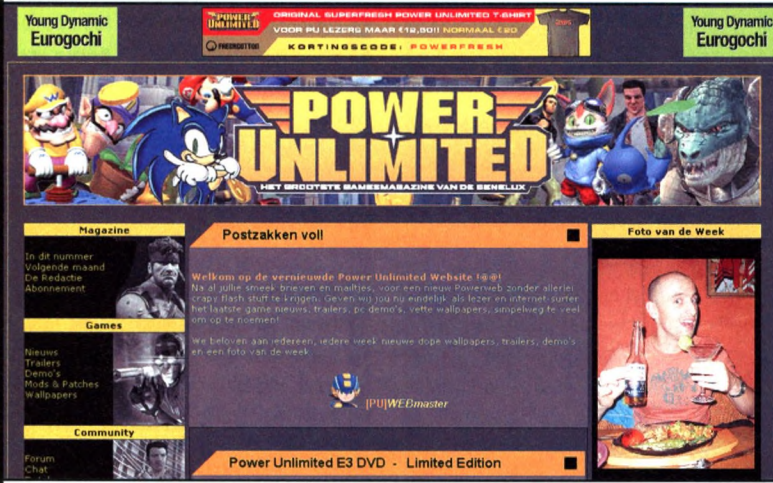 Young Dynamic
Eurogochi
POWER
UNLIMITED
ORIGINAL SUPERFRESH POWER UNLIMITED T-SHIRT
VOOR PU LEZERS MAAR €12,50!! NORMAAL €20
FRESHCOTTON
KORTINGSCODE: POWERFRESH
Young Dynamic
Eurogochi
POWER
UNLIMITED
HET GROOTSTE GAMESMAGAZINE VAN DE BENELUX
Magazine
In dit nummer
Volgende maand
De Redactie
Abonnement
Games
Nieuws
Trailers
Demo's
Mods & Patches
Wallpapers
Community
Forum
Chat
Postzakken vol!
Welkom op de vernieuwde Power Unlimited Website !@@!
Na al jullie smeek brieven en mailtjes, voor een nieuw Powerweb zonder allerlei
crapy flash stuff te krijgen. Geven wij jou nu eindelijk als lezer en internet surfer
het laatste game nieuws, trailers, pc demo's, vette wallpapers, simpelweg te veel
om op te noemen!
We beloven aan iedereen, iedere week nieuwe dope wallpapers, trailers, demo's
en een foto van de week
|PU|WEBmaster
Power Unlimited E3 DVD - Limited Edition
Foto van de Week